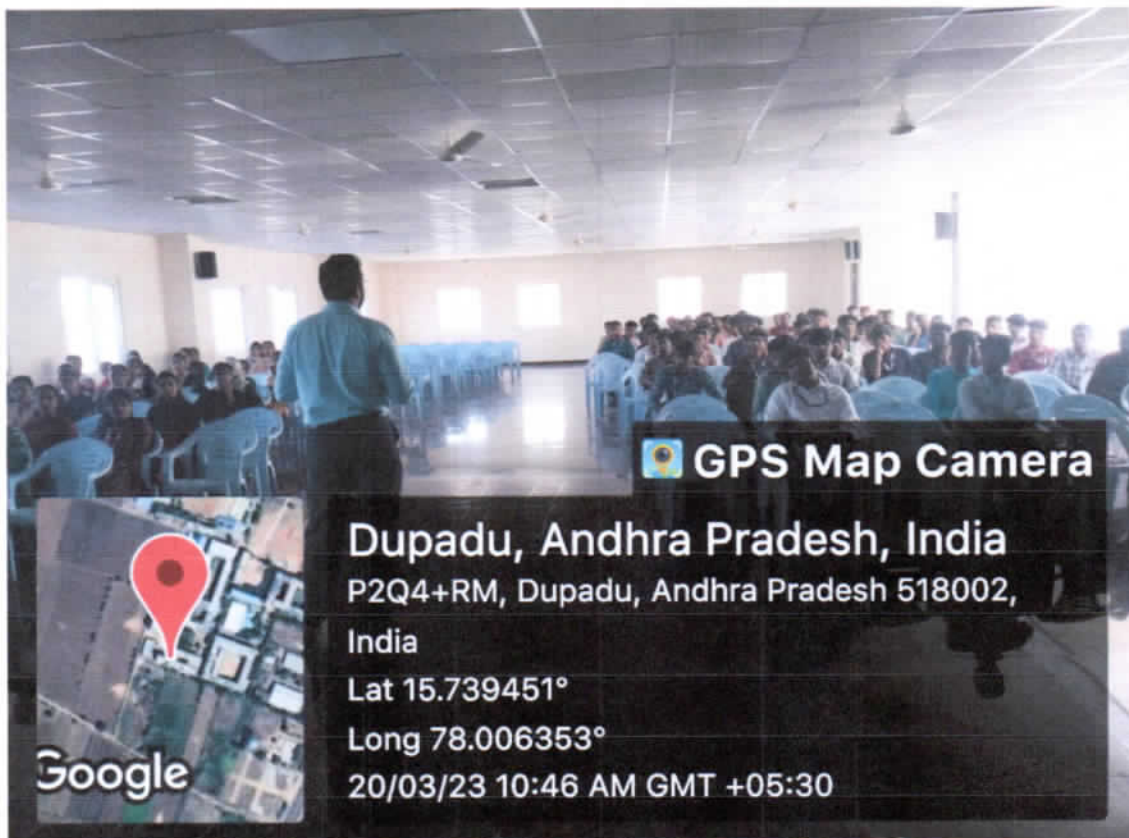 GPS Map Camera
Dupadu, Andhra Pradesh, India
P2Q4+RM, Dupadu, Andhra Pradesh 518002,
India
Lat 15.739451°
Long 78.006353°
20/03/23 10:46 AM GMT +05:30
Google